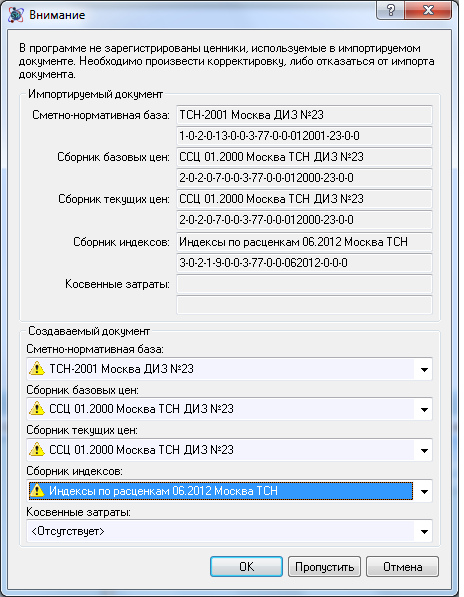 Внимание
В программе не зарегистрированы ценники, используемые в импортируемом
документе. Необходимо произвести корректировку, либо отказаться от импорта
документа.
Импортируемый документ
Сметно-нормативная база: ТСН-2001 Москва ДИЗ №23
1-0-2-0-13-0-0-3-77-0-0-012001-23-0-0
Сборник базовых цен: ССЦ 01.2000 Москва ТСН ДИЗ №23
2-0-2-0-7-0-0-3-77-0-0-012000-23-0-0
Сборник текущих цен: ССЦ 01.2000 Москва ТСН ДИЗ №23
2-0-2-0-7-0-0-3-77-0-0-012000-23-0-0
Сборник индексов: Индексы по расценкам 06.2012 Москва ТСН
3-0-2-1-9-0-0-3-77-0-0-062012-0-0-0
Косвенные затраты:
Создаваемый документ
Сметно-нормативная база:
ТСН-2001 Москва ДИЗ №23
Сборник базовых цен:
ССЦ 01.2000 Москва ТСН ДИЗ №23
Сборник текущих цен:
ССЦ 01.2000 Москва ТСН ДИЗ №23
Сборник индексов:
Индексы по расценкам 06.2012 Москва ТСН
Косвенные затраты:
<Отсутствует>
OK Пропустить Отмена